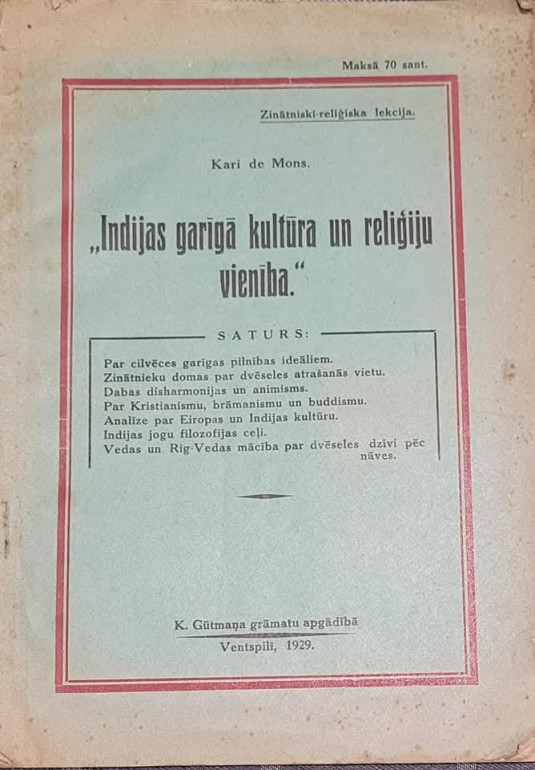 Maksā 70 sant.
Zinātniski-reliģiska lekcija.
Kari de Mons.
„Indijas garīgā kultūra un reliģiju
vienība.“
SATURS:
Par cilvēces garīgas pilnības ideāliem.
Zinātnieku domas par dvēseles atrašanās vietu.
Dabas disharmonijas un animisms.
Par Kristianismu, brāmanismu un buddismu.
Analīze par Eiropas un Indijas kultūru.
Indijas jogu filozofijas ceļi.
Vedas un Rig-Vedas mācība par dvēseles dzīvi pēc
nāves.
K. Gūtmaņa grāmatu apgādībā
Ventspilī, 1929.